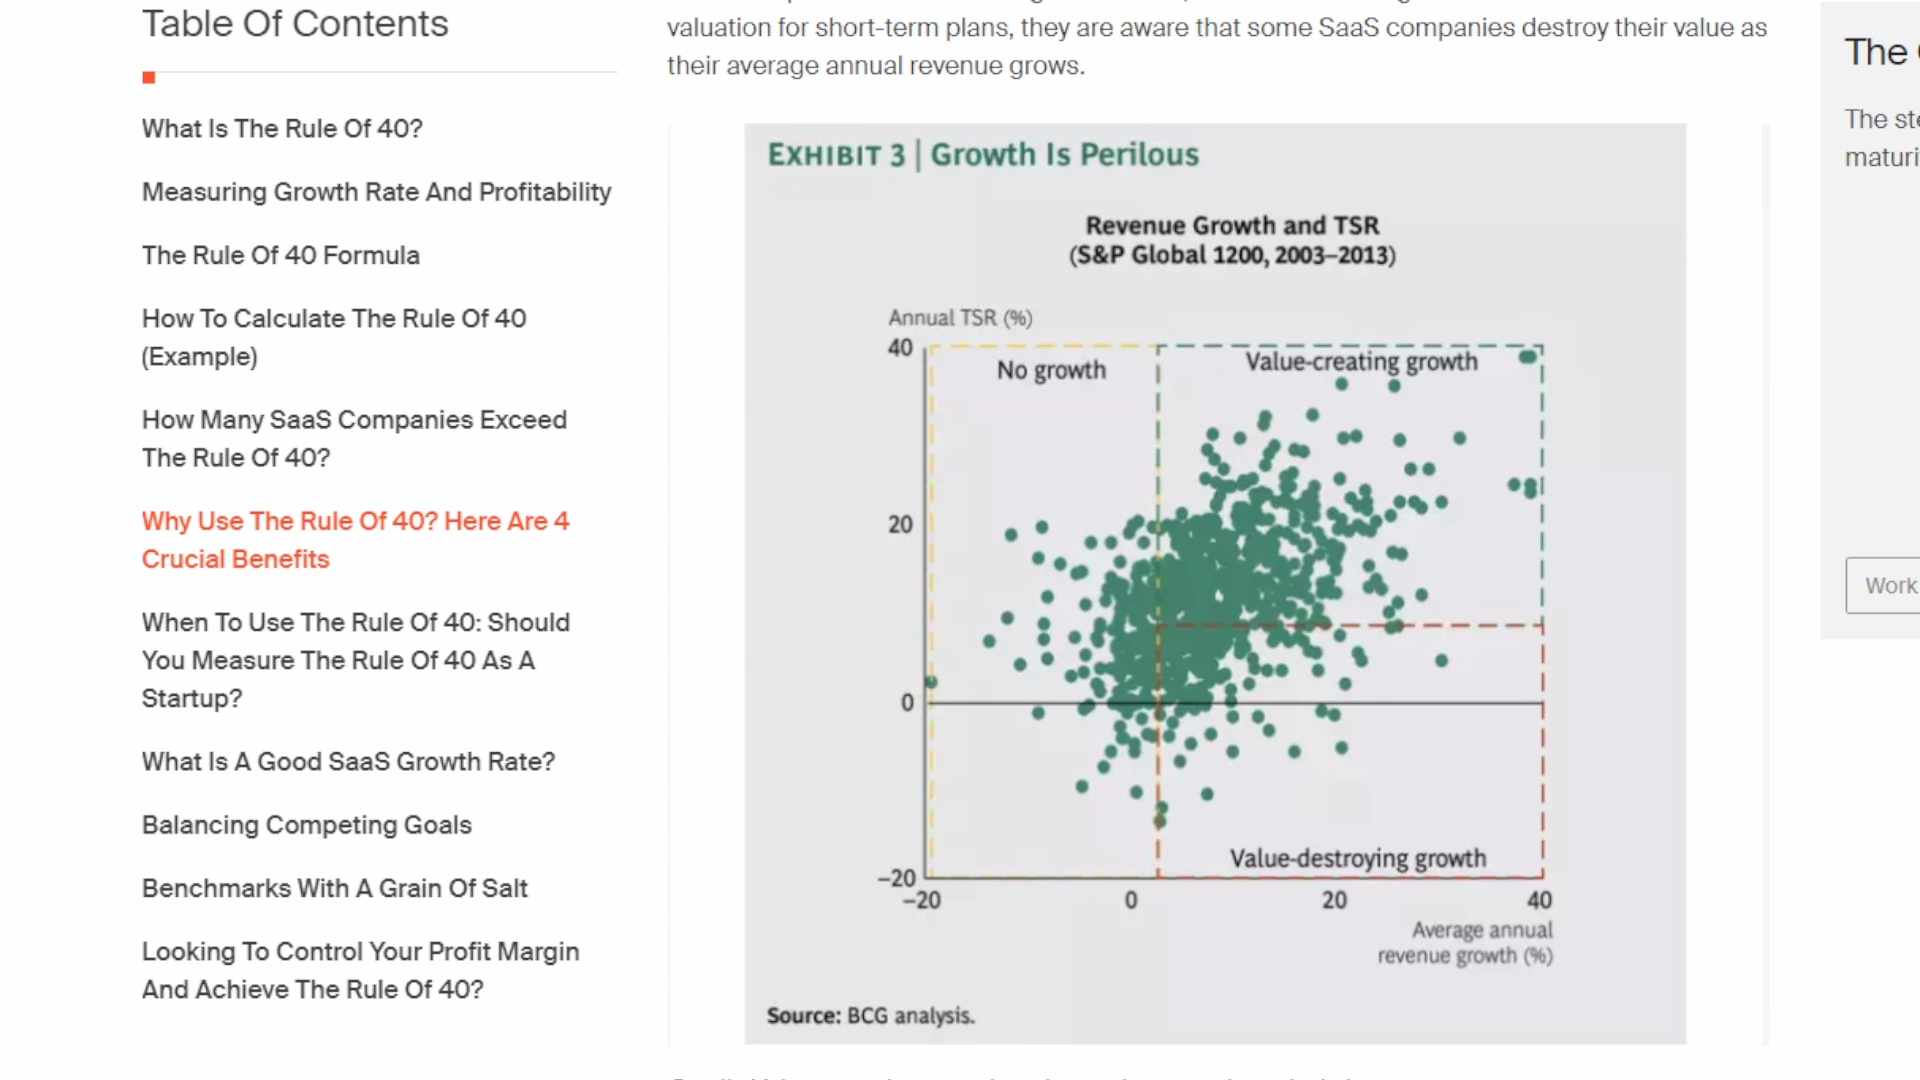 Table Of Contents
What Is The Rule Of 40?
Measuring Growth Rate And Profitability
The Rule Of 40 Formula
How To Calculate The Rule Of 40
(Example)
How Many SaaS Companies Exceed
The Rule Of 40?
Why Use The Rule Of 40? Here Are 4
Crucial Benefits
When To Use The Rule Of 40: Should
You Measure The Rule Of 40 As A
Startup?
What Is A Good SaaS Growth Rate?
Balancing Competing Goals
Benchmarks With A Grain Of Salt
Looking To Control Your Profit Margin
And Achieve The Rule Of 40?
valuation for short-term plans, they are aware that some SaaS companies destroy their value as
their average annual revenue grows.
EXHIBIT 3 | Growth Is Perilous
Revenue Growth and TSR
(S&P Global 1200, 2003–2013)
Annual TSR (%)
40
No growth
Value-creating growth
20
0
Value-destroying growth
–20
–20
0
20
40
Average annual
revenue growth (%)
Source: BCG analysis.
The
The
Work